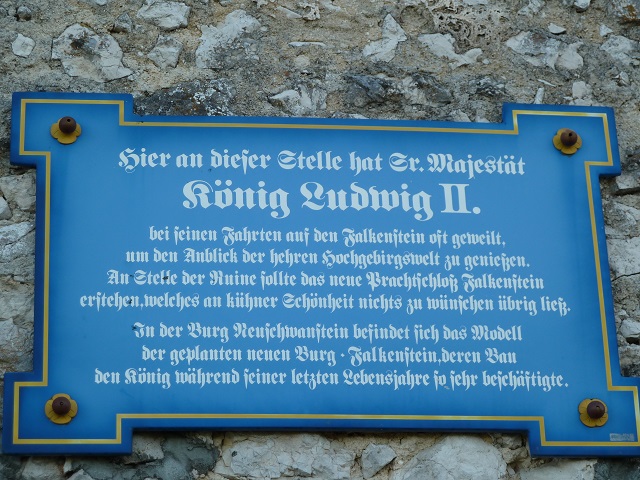 Hier an dieser Stelle hat Sr. Majestät
König Ludwig II.
bei seinen Fahrten auf den Falkenstein oft geweilt,
um den Anblick der hehren Hochgebirgswelt zu genießen.
An Stelle der Ruine sollte das neue Prachtschloß Falkenstein
erstehen, welches an kühner Schönheit nichts zu wünschen übrig ließ.
In der Burg Neuschwanstein befindet sich das Modell
der geplanten neuen Burg - Falkenstein, deren Bau
den König während seiner letzten Lebensjahre so sehr beschäftigte.